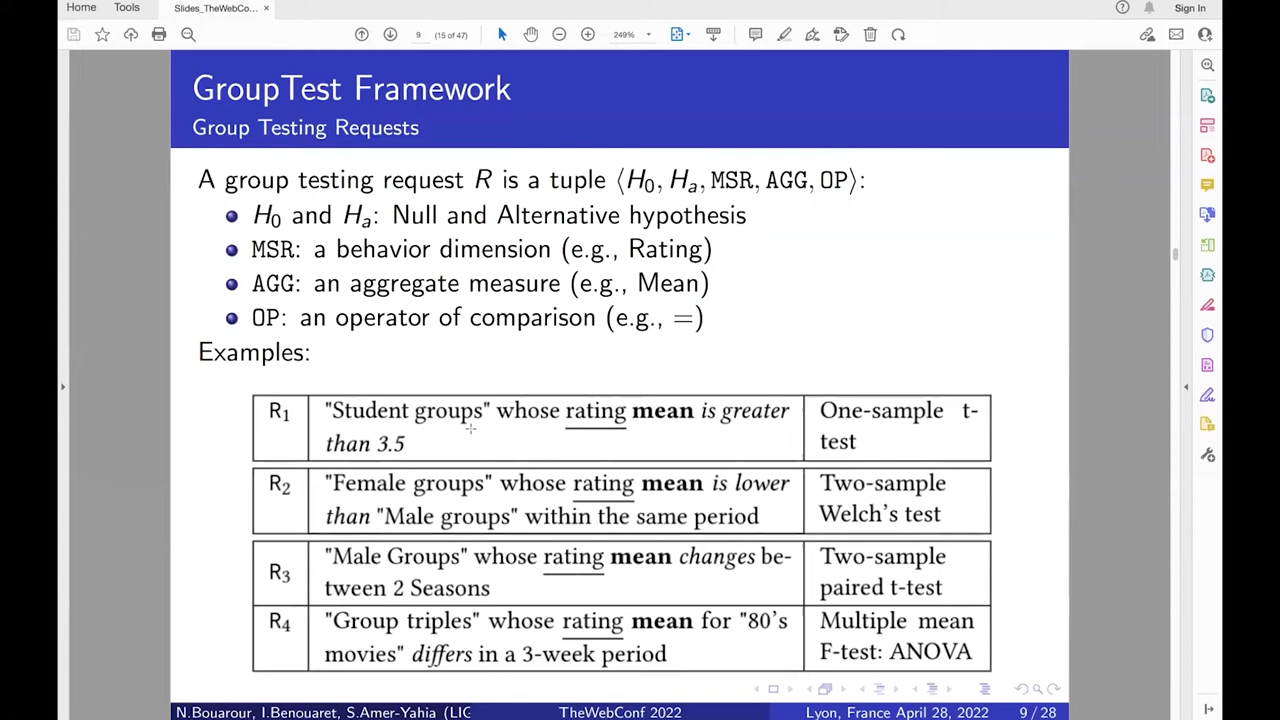 Home Tools Slides_TheWebCo... × Sign In
9 (15 of 47) 249%
GroupTest Framework
Group Testing Requests
A group testing request R is a tuple ⟨H₀, Hₐ, MSR, AGG, OP⟩:
H₀ and Hₐ: Null and Alternative hypothesis
MSR: a behavior dimension (e.g., Rating)
AGG: an aggregate measure (e.g., Mean)
OP: an operator of comparison (e.g., =)
Examples:
R₁ "Student groups" whose rating mean is greater One-sample t-
than 3.5 test
"Female groups" whose rating mean is lower Two-sample
R₂
than "Male groups" within the same period Welch's test
"Male Groups" whose rating mean changes be- Two-sample
R₃
tween 2 Seasons paired t-test
R₄ "Group triples" whose rating mean for "80's Multiple mean
movies" differs in a 3-week period F-test: ANOVA
N.Bouarour, I.Benouaret, S.Amer-Yahia (LIG TheWebConf 2022 Lyon, France April 28, 2022 9 / 28